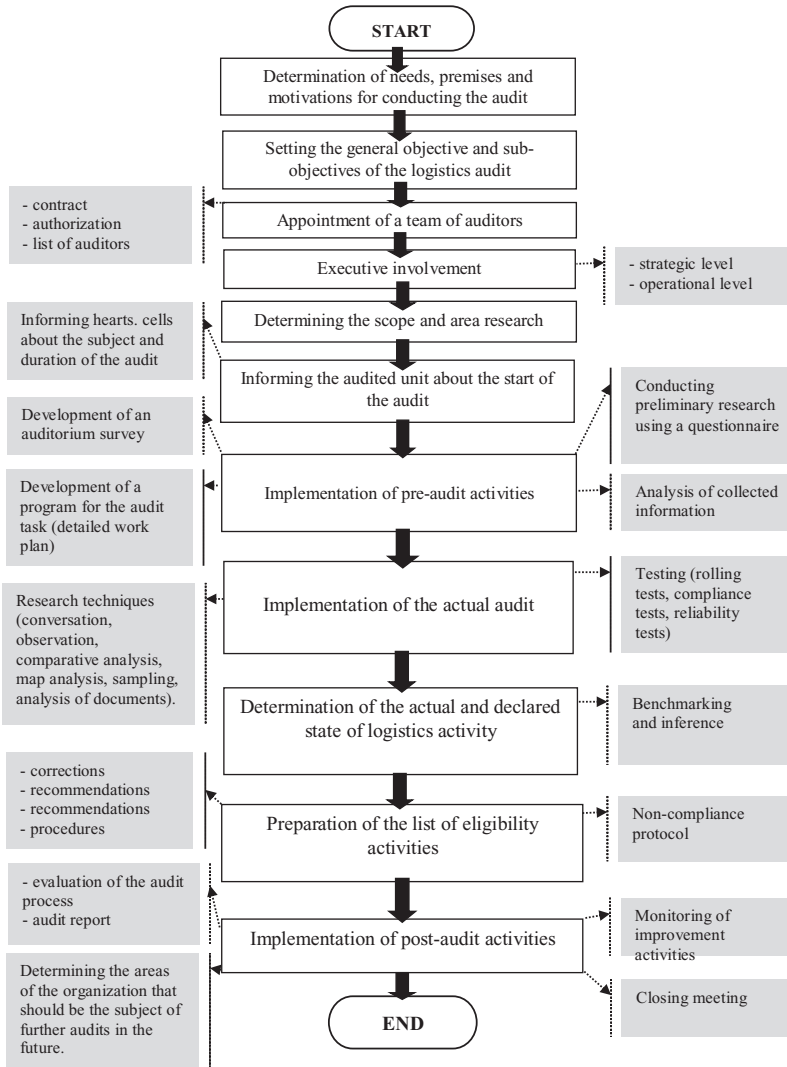 START
Determination of needs, premises and
motivations for conducting the audit
Setting the general objective and sub-
objectives of the logistics audit
- contract
- authorization
- list of auditors
Appointment of a team of auditors
Executive involvement
- strategic level
- operational level
Informing hearts. cells
about the subject and
duration of the audit
Determining the scope and area research
Informing the audited unit about the start of
the audit
Conducting
preliminary research
using a questionnaire
Development of an
auditorium survey
Development of a
program for the audit
task (detailed work
plan)
Implementation of pre-audit activities
Analysis of collected
information
Research techniques
(conversation,
observation,
comparative analysis,
map analysis, sampling,
analysis of documents).
Implementation of the actual audit
Testing (rolling
tests, compliance
tests, reliability
tests)
Determination of the actual and declared
state of logistics activity
Benchmarking
and inference
- corrections
- recommendations
- recommendations
- procedures
Preparation of the list of eligibility
activities
Non-compliance
protocol
- evaluation of the audit
process
- audit report
Implementation of post-audit activities
Monitoring of
improvement
activities
Determining the areas
of the organization that
should be the subject of
further audits in the
future.
Closing meeting
END